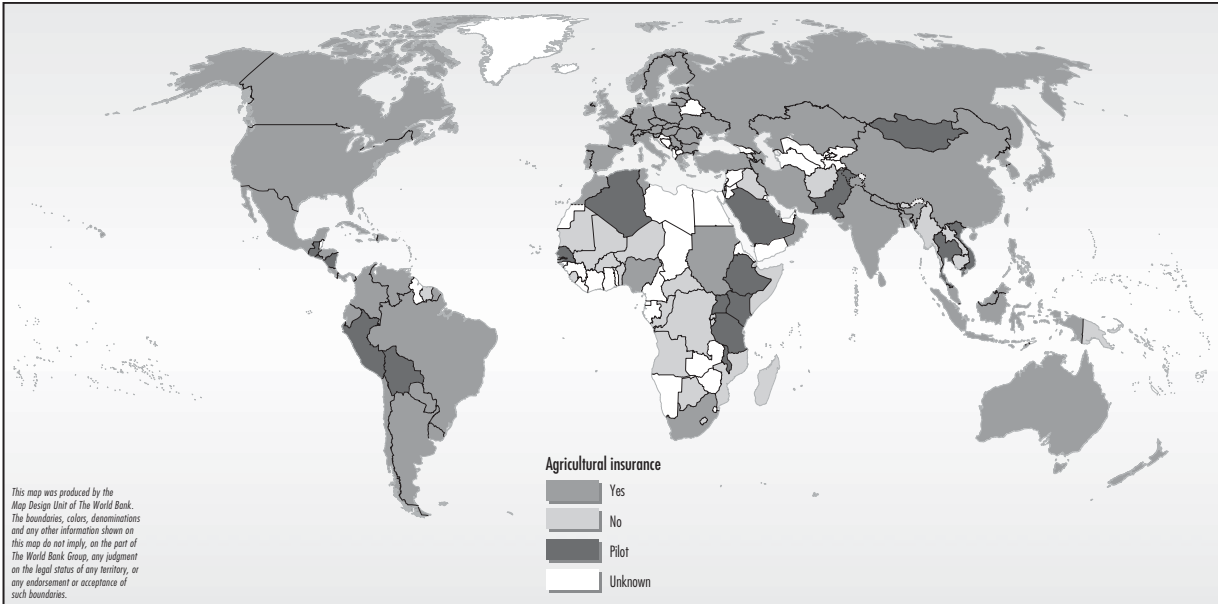 Agricultural insurance
Yes
No
Pilot
Unknown
This map was produced by the
Map Design Unit of The World Bank.
The boundaries, colors, denominations
and any other information shown on
this map do not imply, on the part of
The World Bank Group, any judgment
on the legal status of any territory, or
any endorsement or acceptance of
such boundaries.